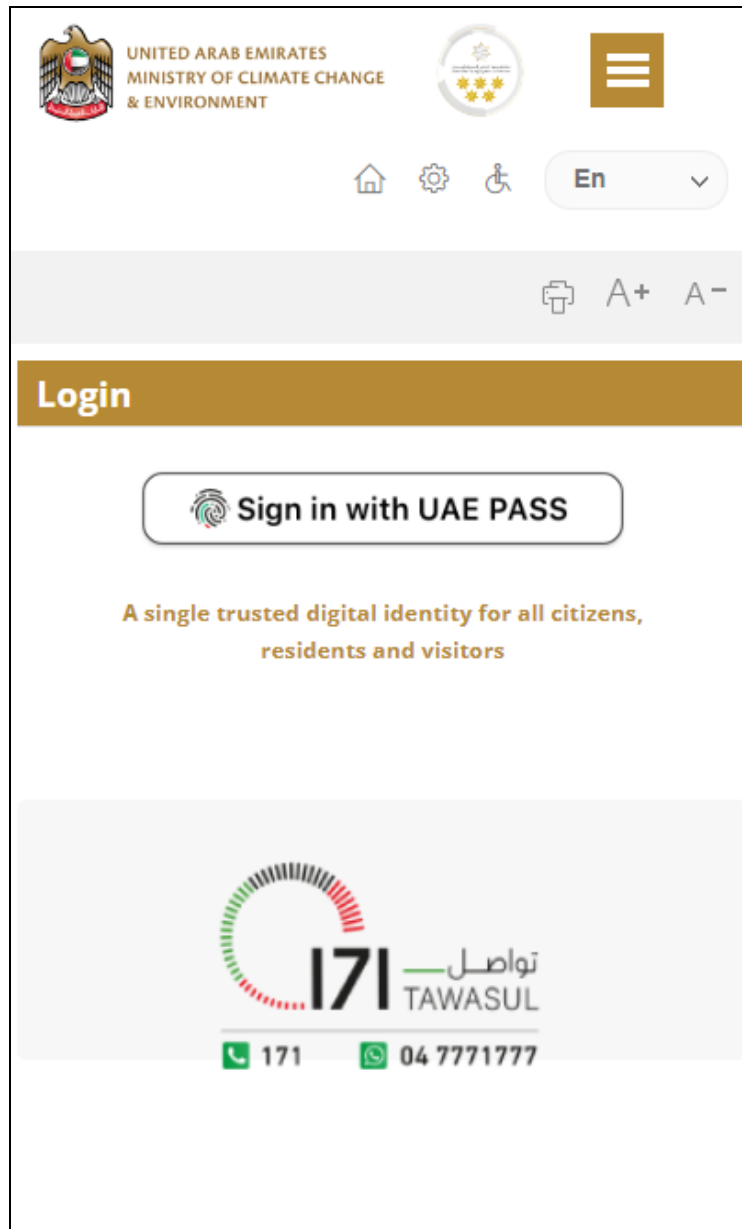 UNITED ARAB EMIRATES
MINISTRY OF CLIMATE CHANGE
& ENVIRONMENT
En
A+ A-
Login
Sign in with UAE PASS
A single trusted digital identity for all citizens,
residents and visitors
171 تواصل
TAWASUL
171 04 7771777